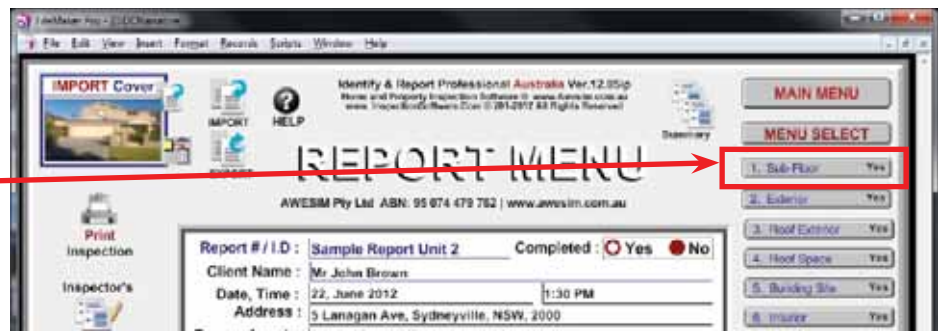 File Edit View Insert Format Records Scripts Window Help
IMPORT Cover
IMPORT
HELP
EXPORT
Identify & Report Professional Australia Ver.12.05ip
Summary
REPORT MENU
AWESIM Pty Ltd ABN: 95 074 479 762 | www.awesim.com.au
Print
Inspection
Inspector's
MAIN MENU
MENU SELECT
1. Sub-Floor Yes
2. Exterior Yes
3. Roof Exterior Yes
4. Roof Space Yes
5. Building Site Yes
6. Interior Yes
Report # / I.D : Sample Report Unit 2 Completed : Yes No
Client Name : Mr John Brown
Date, Time : 22, June 2012 1:30 PM
Address : 5 Lanagan Ave, Sydneyville, NSW, 2000